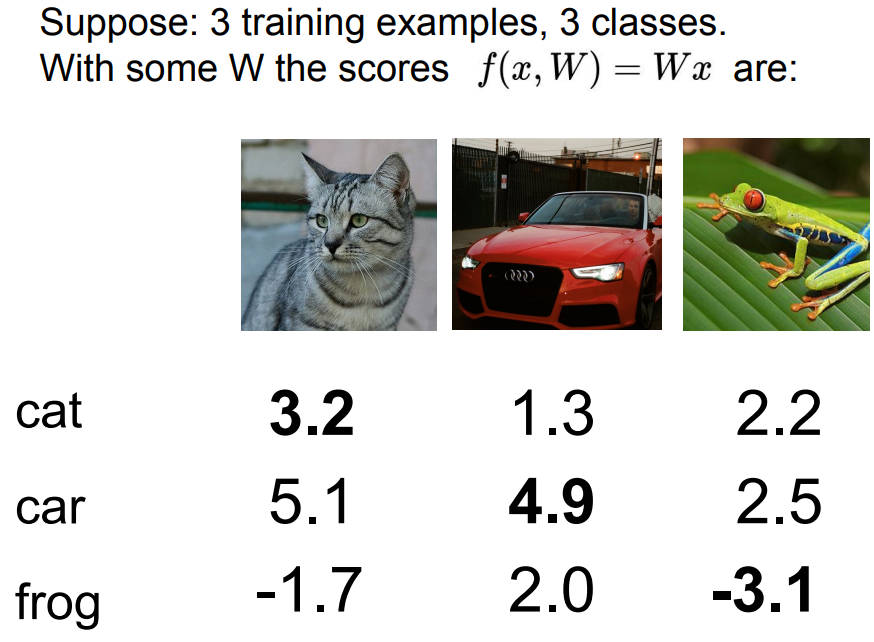 Suppose: 3 training examples, 3 classes.
With some W the scores f(x, W) = Wx are:
cat 3.2 1.3 2.2
car 5.1 4.9 2.5
frog -1.7 2.0 -3.1